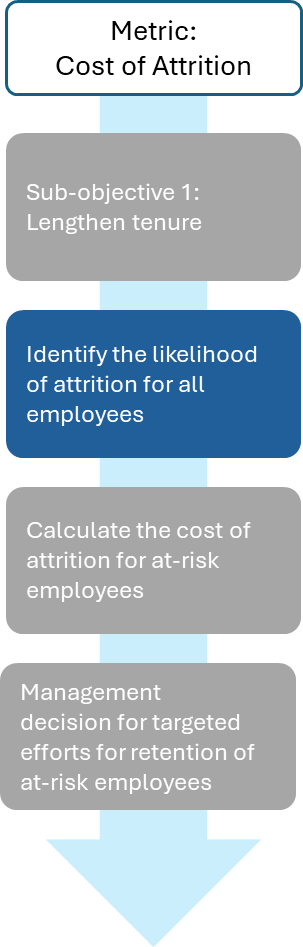 Metric:
Cost of Attrition
Sub-objective 1:
Lengthen tenure
Identify the likelihood
of attrition for all
employees
Calculate the cost of
attrition for at-risk
employees
Management
decision for targeted
efforts for retention of
at-risk employees